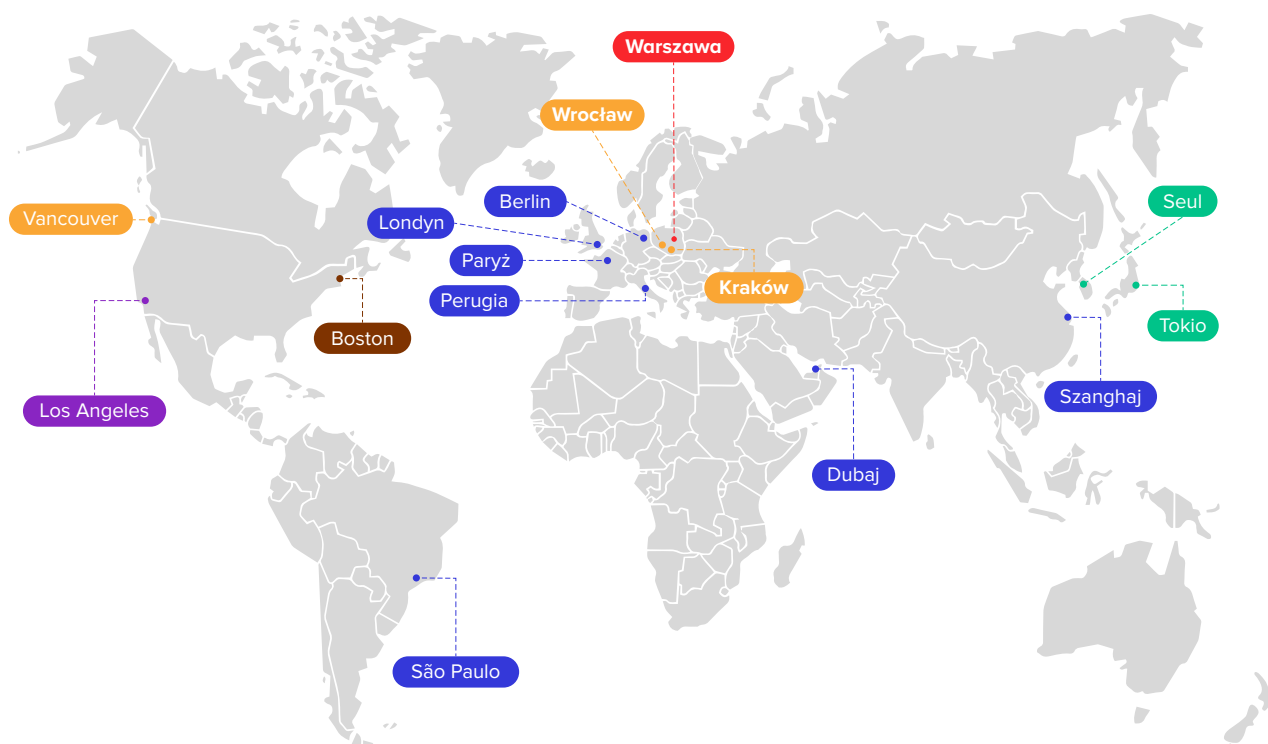 Warszawa
Wrocław
Berlin
Seul
Vancouver
Londyn
Paryż
Kraków
Perugia
Tokio
Boston
Szanghaj
Los Angeles
Dubaj
São Paulo